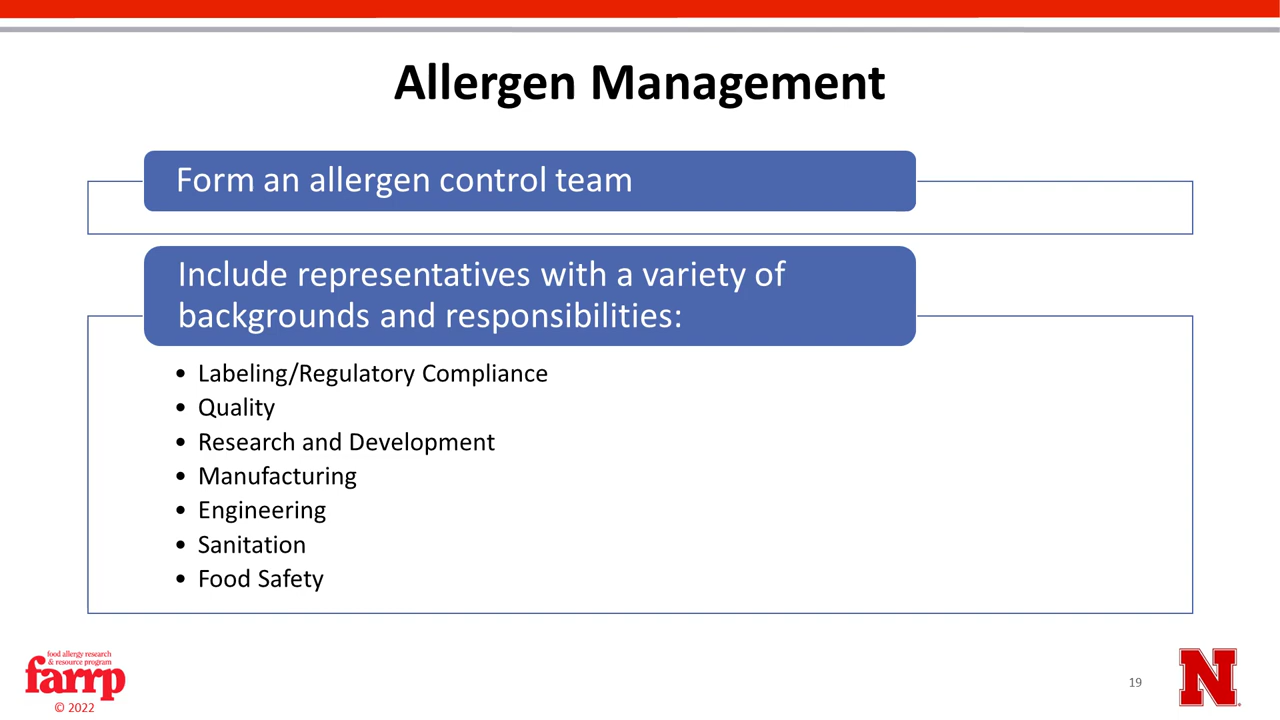 Allergen Management
Form an allergen control team
Include representatives with a variety of
backgrounds and responsibilities:
• Labeling/Regulatory Compliance
• Quality
• Research and Development
• Manufacturing
• Engineering
• Sanitation
• Food Safety
food allergy research
& resource program
farrp
© 2022
19
N